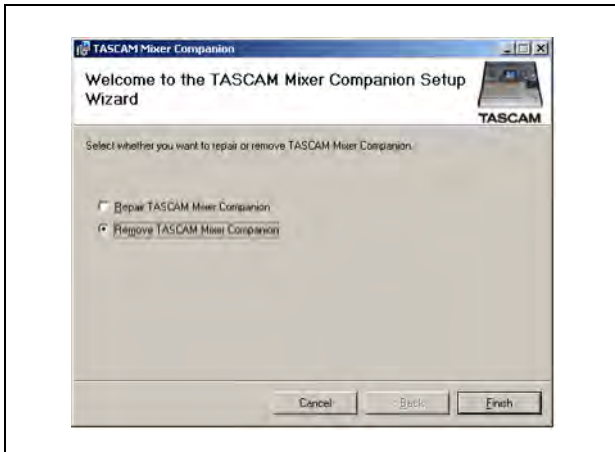 TASCAM Mixer Companion
Welcome to the TASCAM Mixer Companion Setup
Wizard
TASCAM
Select whether you want to repair or remove TASCAM Mixer Companion.
Repair TASCAM Mixer Companion
Remove TASCAM Mixer Companion
Cancel
Back
Finish